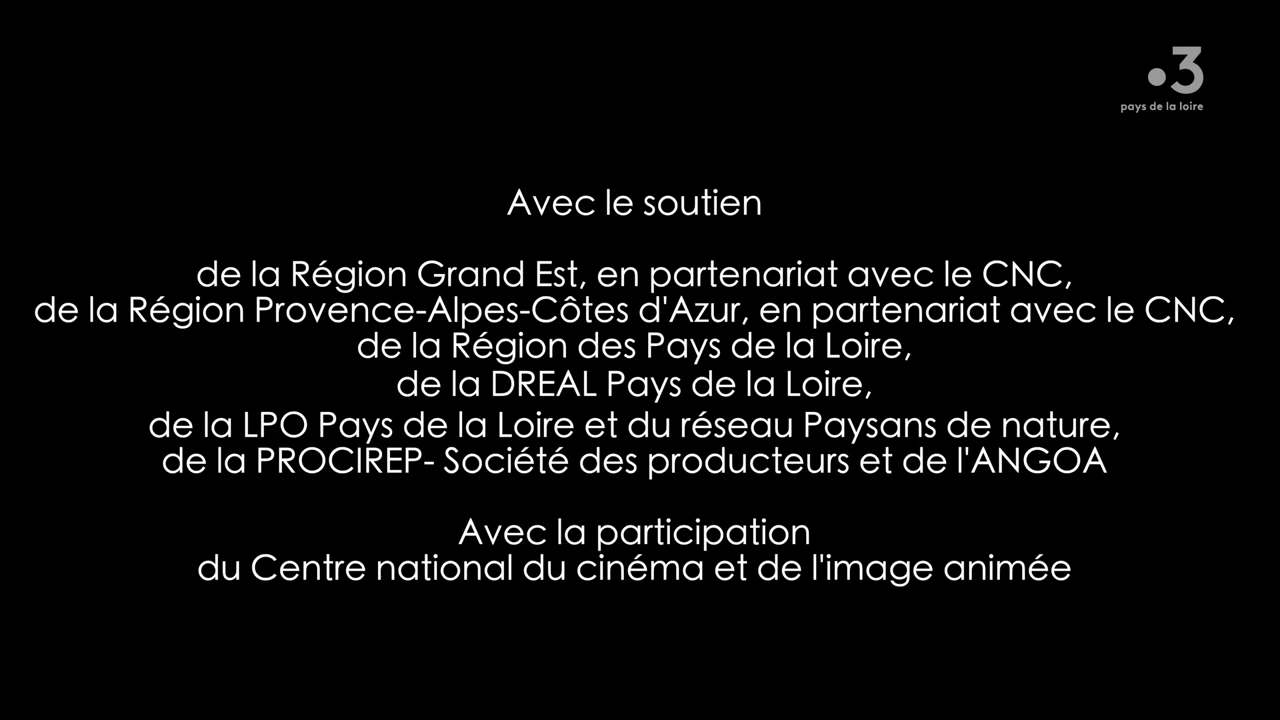 3
pays de la loire
Avec le soutien
de la Région Grand Est, en partenariat avec le CNC,
de la Région Provence-Alpes-Côtes d'Azur, en partenariat avec le CNC,
de la Région des Pays de la Loire,
de la DREAL Pays de la Loire,
de la LPO Pays de la Loire et du réseau Paysans de nature,
de la PROCIREP- Société des producteurs et de l'ANGOA
Avec la participation
du Centre national du cinéma et de l'image animée